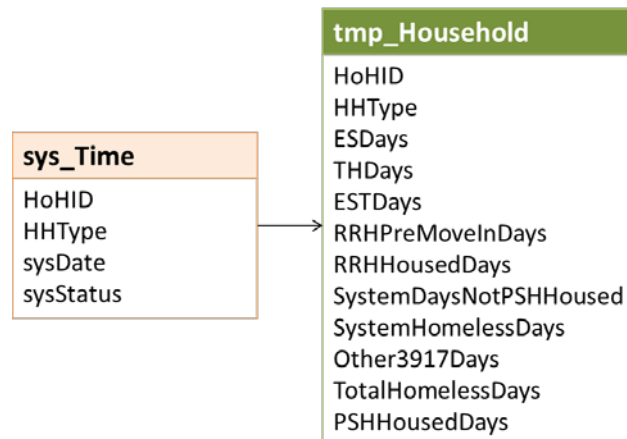 sys_Time
HoHID
HHType
sysDate
sysStatus
tmp_Household
HoHID
HHType
ESDays
THDays
ESTDays
RRHPreMoveInDays
RRHHousedDays
SystemDaysNotPSHHoused
SystemHomelessDays
Other3917Days
TotalHomelessDays
PSHHousedDays